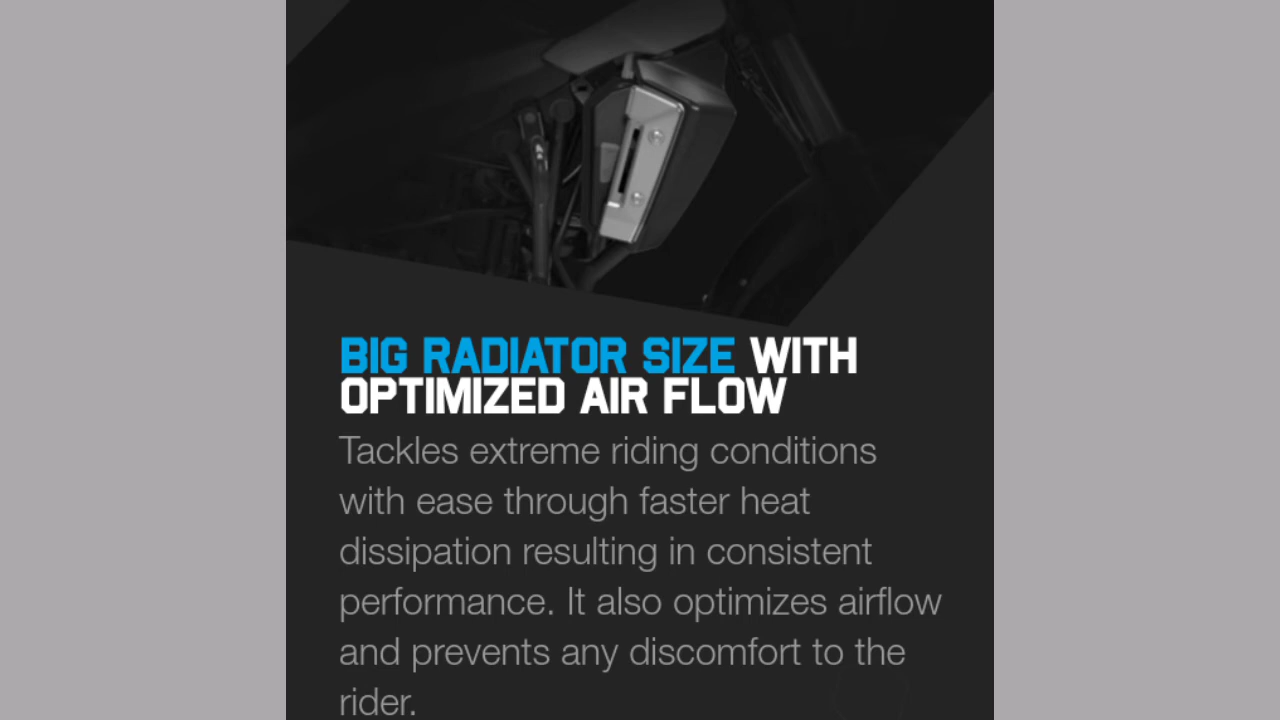 BIG RADIATOR SIZE WITH
OPTIMIZED AIR FLOW
Tackles extreme riding conditions
with ease through faster heat
dissipation resulting in consistent
performance. It also optimizes airflow
and prevents any discomfort to the
rider.